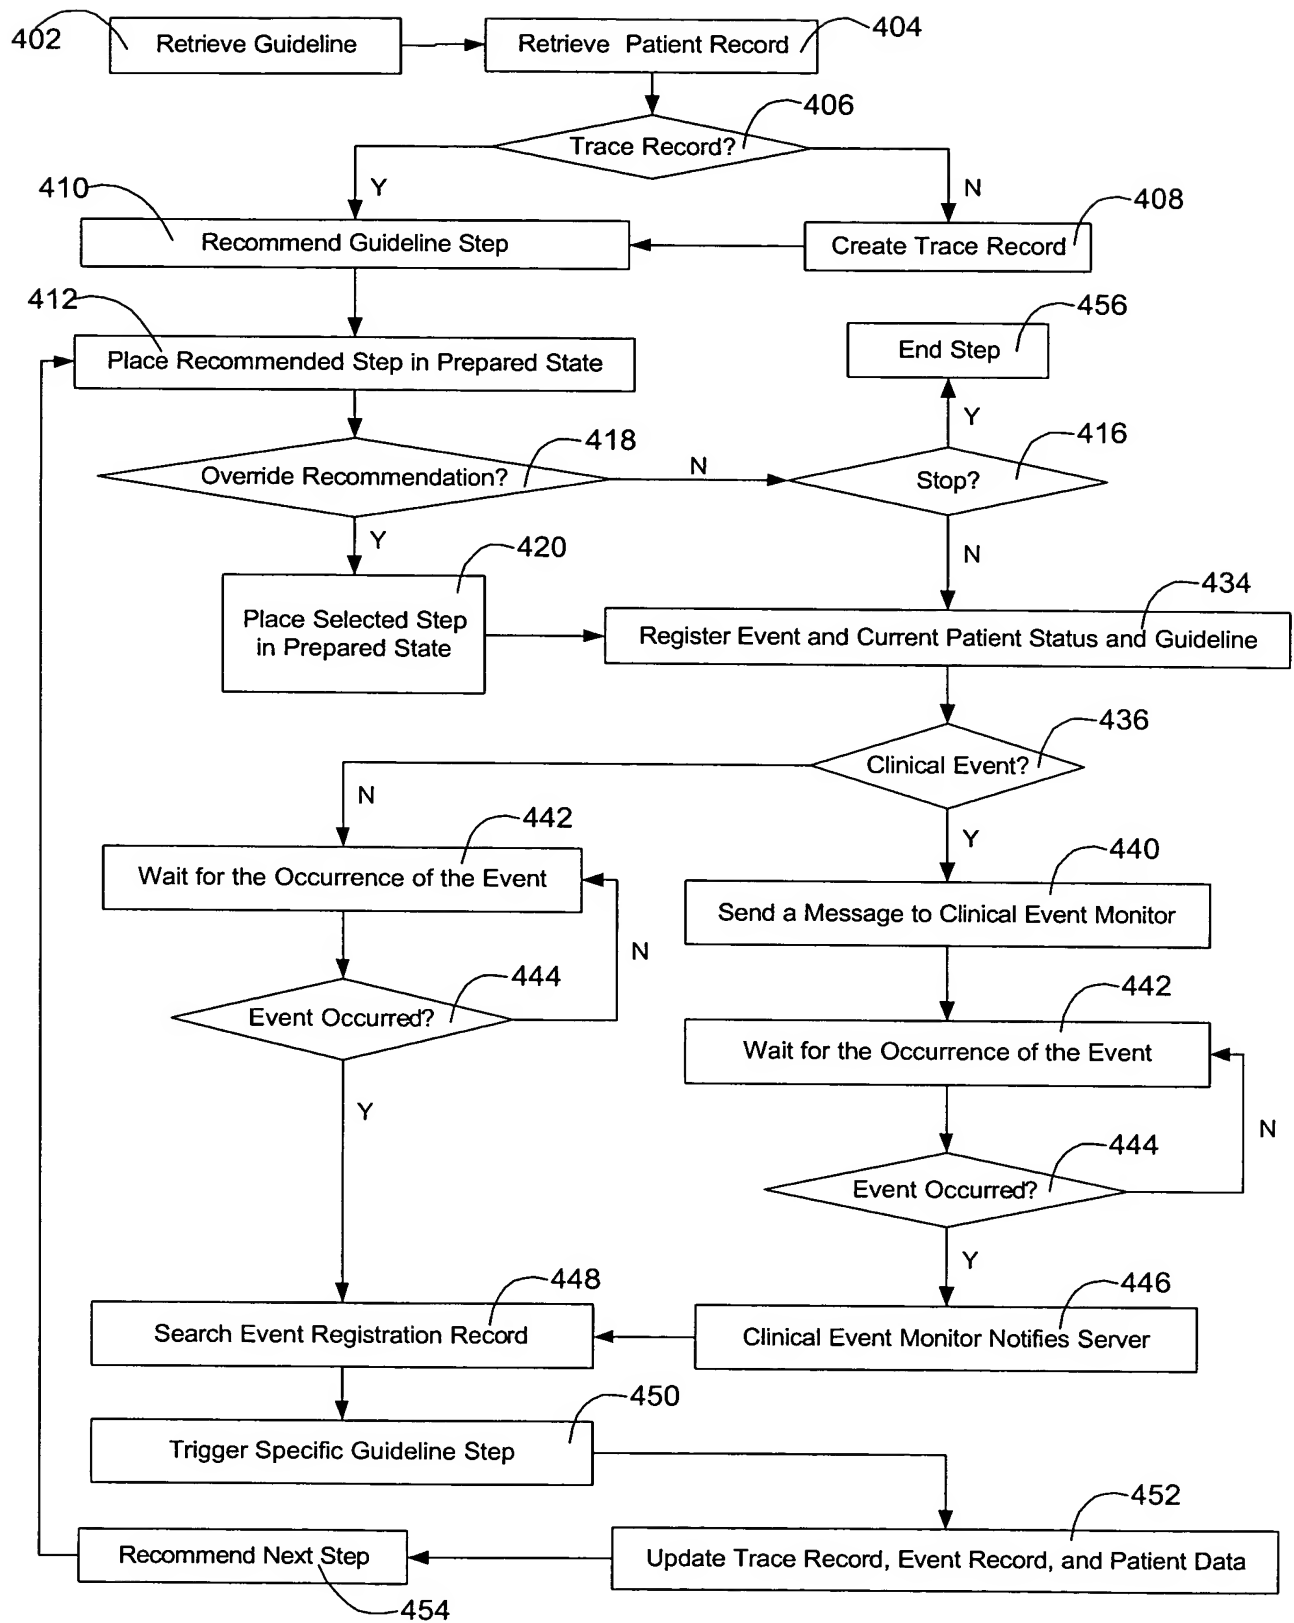 402
Retrieve Guideline
Retrieve Patient Record
404
406
Trace Record?
Y
N
410
Recommend Guideline Step
408
Create Trace Record
412
Place Recommended Step in Prepared State
456
End Step
Y
418
Override Recommendation?
N
416
Stop?
Y
N
420
Place Selected Step
in Prepared State
434
Register Event and Current Patient Status and Guideline
436
Clinical Event?
N
Y
442
Wait for the Occurrence of the Event
440
Send a Message to Clinical Event Monitor
N
444
Event Occurred?
442
Wait for the Occurrence of the Event
Y
N
444
Event Occurred?
Y
448
Search Event Registration Record
446
Clinical Event Monitor Notifies Server
450
Trigger Specific Guideline Step
452
Update Trace Record, Event Record, and Patient Data
Recommend Next Step
454